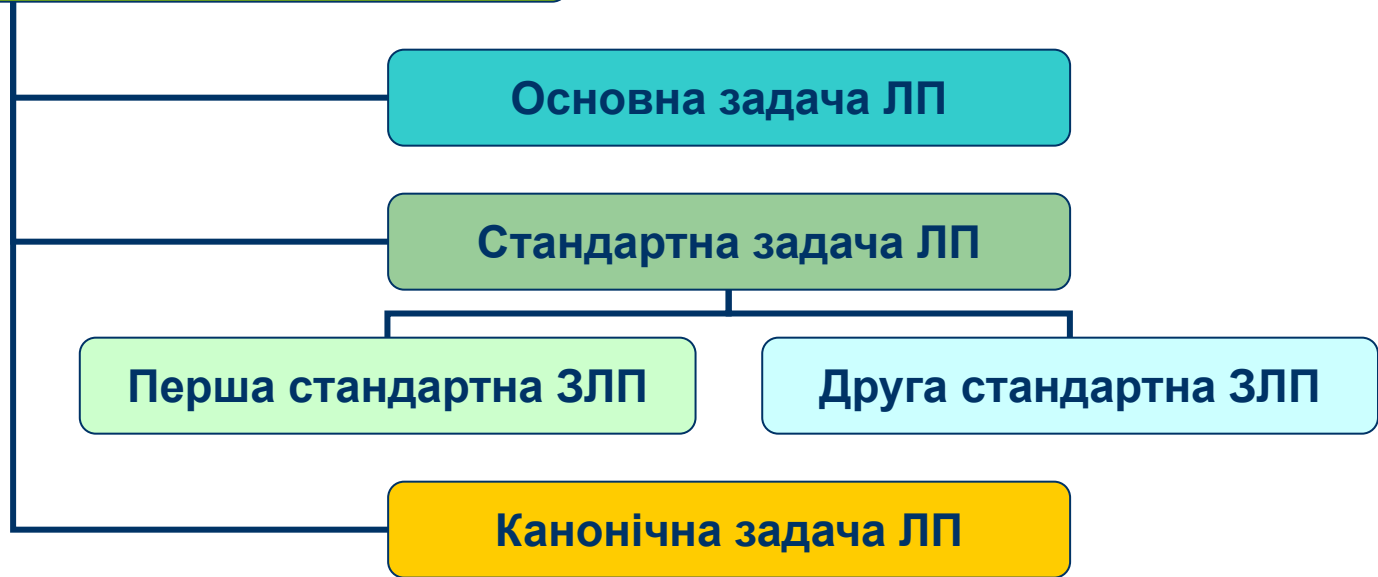 Основна задача ЛП
Стандартна задача ЛП
Перша стандартна ЗЛП
Друга стандартна ЗЛП
Канонічна задача ЛП